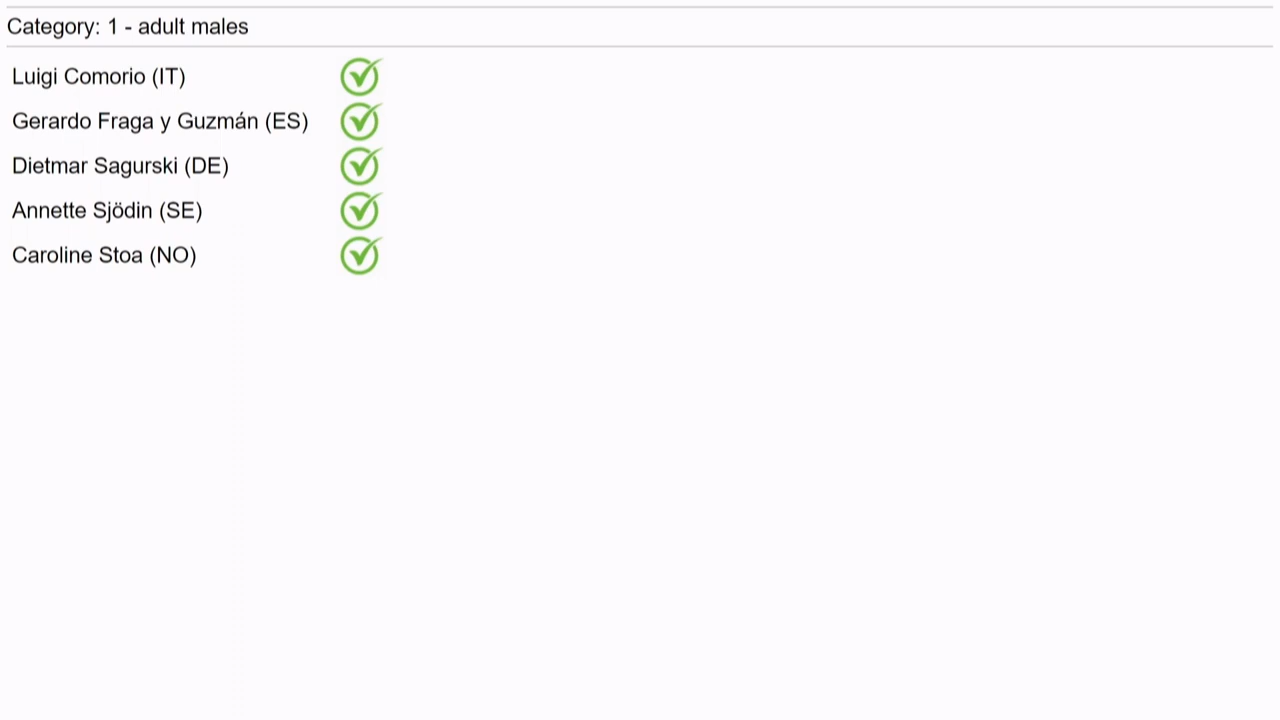 Category: 1 - adult males
Luigi Comorio (IT)
Gerardo Fraga y Guzmán (ES)
Dietmar Sagurski (DE)
Annette Sjödin (SE)
Caroline Stoa (NO)